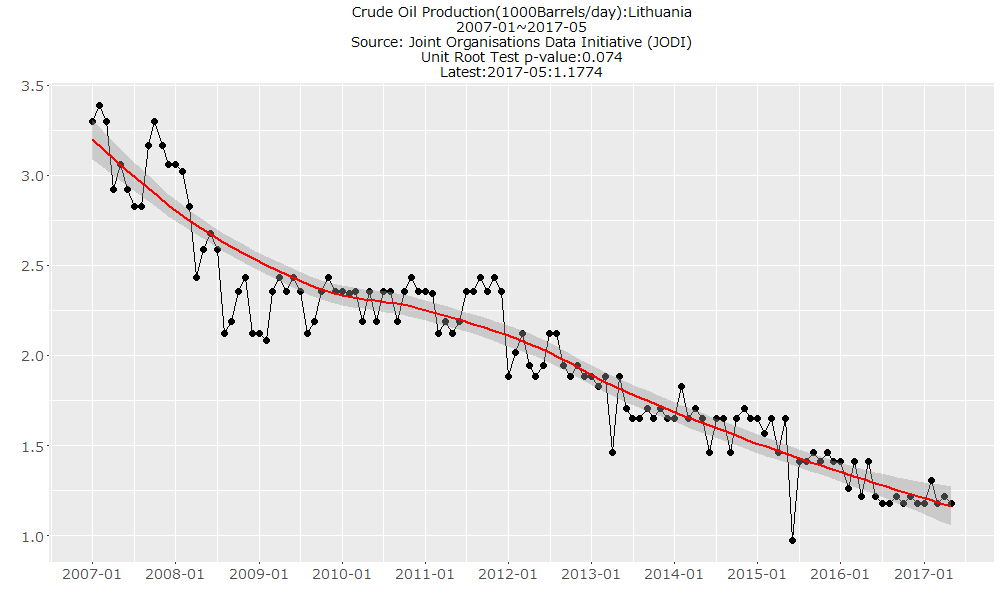 Crude Oil Production(1000Barrels/day):Lithuania
2007-01~2017-05
Source: Joint Organisations Data Initiative (JODI)
Unit Root Test p-value:0.074
Latest:2017-05:1.1774
3.5
3.0
2.5
2.0
1.5
1.0
2007-01 2008-01 2009-01 2010-01 2011-01 2012-01 2013-01 2014-01 2015-01 2016-01 2017-01